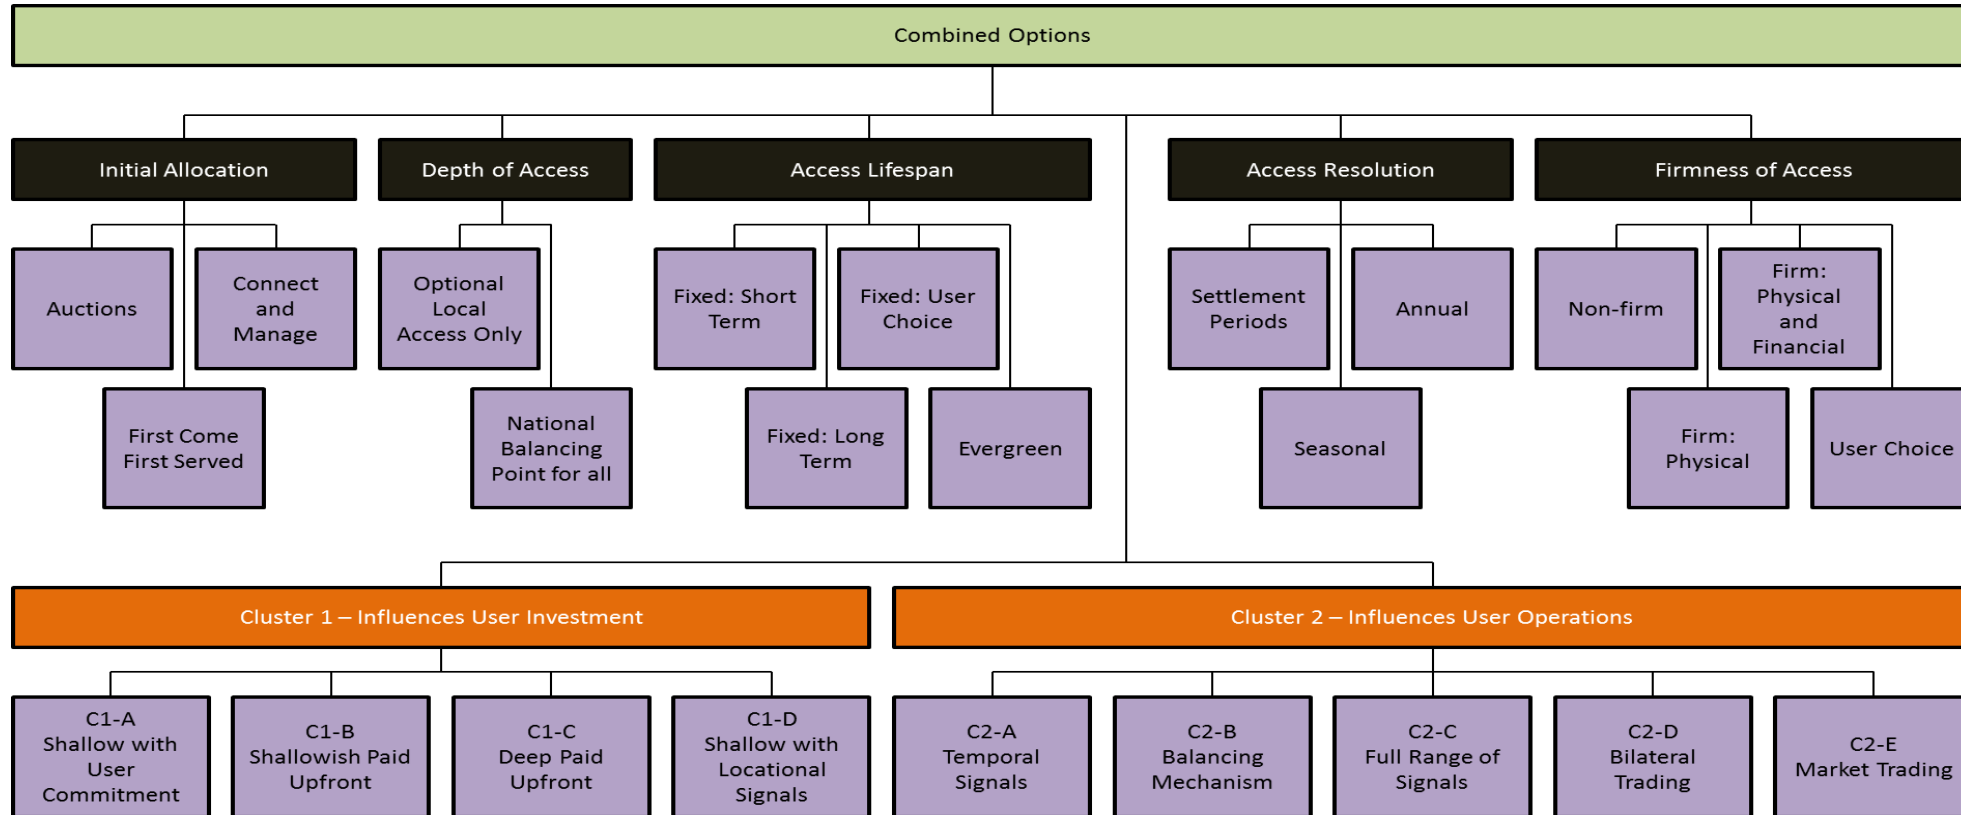 Combined Options
Initial Allocation
Depth of Access
Access Lifespan
Access Resolution
Firmness of Access
Auctions
Connect
and
Manage
First Come
First Served
Optional
Local
Access Only
National
Balancing
Point for all
Fixed: Short
Term
Fixed: User
Choice
Fixed: Long
Term
Evergreen
Settlement
Periods
Annual
Seasonal
Non-firm
Firm:
Physical
and
Financial
Firm:
Physical
User Choice
Cluster 1 – Influences User Investment
Cluster 2 – Influences User Operations
C1-A
Shallow with
User
Commitment
C1-B
Shallowish Paid
Upfront
C1-C
Deep Paid
Upfront
C1-D
Shallow with
Locational
Signals
C2-A
Temporal
Signals
C2-B
Balancing
Mechanism
C2-C
Full Range of
Signals
C2-D
Bilateral
Trading
C2-E
Market Trading